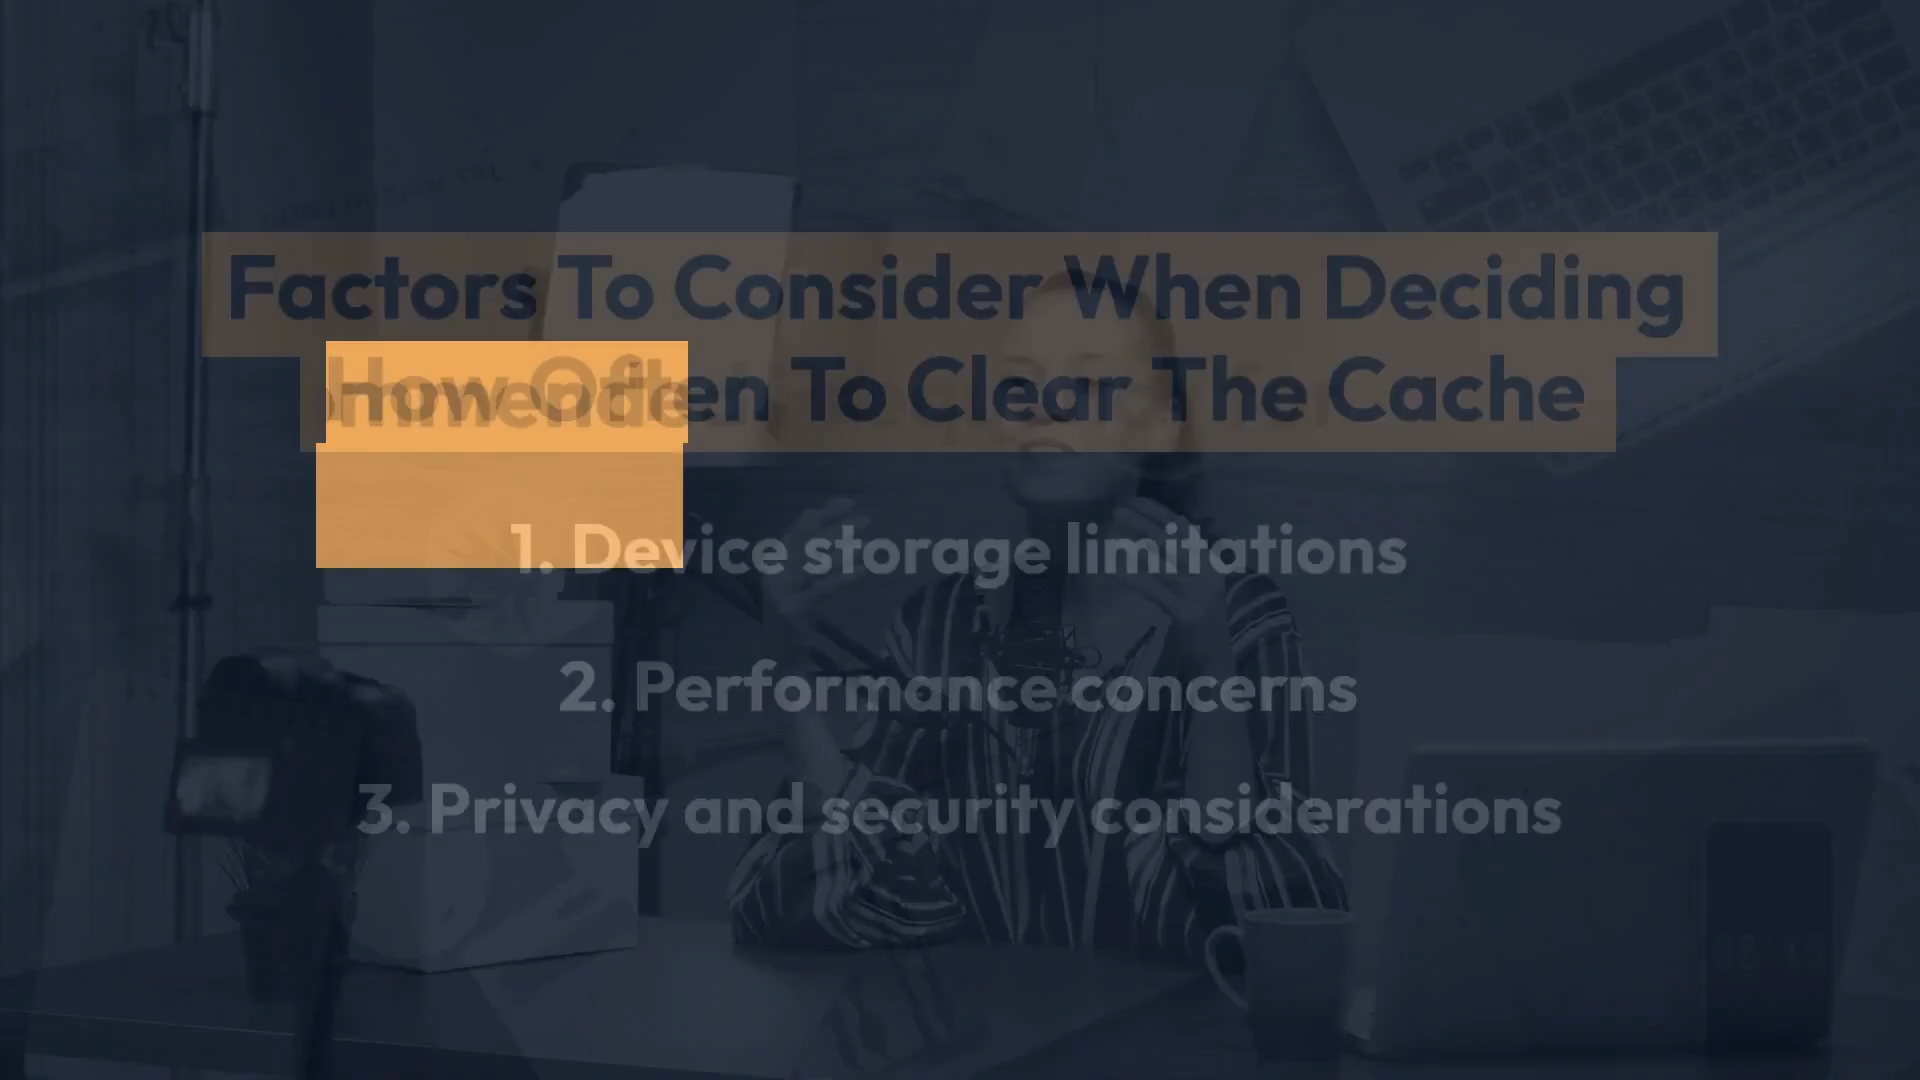 Factors To Consider When Deciding
How Often To Clear The Cache
1. Device storage limitations
2. Performance concerns
3. Privacy and security considerations